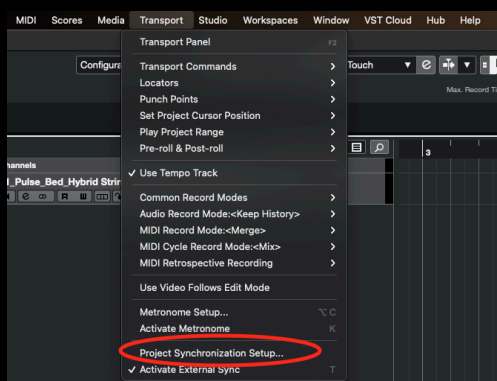 MIDI Scores Media Transport Studio Workspaces Window VST Cloud Hub Help
Transport Panel F2
Configura
Transport Commands
Touch
Locators
Max. Record Ti
Punch Points
Set Project Cursor Position
Play Project Range
Pre-roll & Post-roll
3
hannels
Use Tempo Track
_Pulse_Bed_Hybrid Strin
R
Common Record Modes
Audio Record Mode:<Keep History>
MIDI Record Mode:<Merge>
MIDI Cycle Record Mode:<Mix>
MIDI Retrospective Recording
Use Video Follows Edit Mode
Metronome Setup... ⌥ C
Activate Metronome K
Project Synchronization Setup...
Activate External Sync T